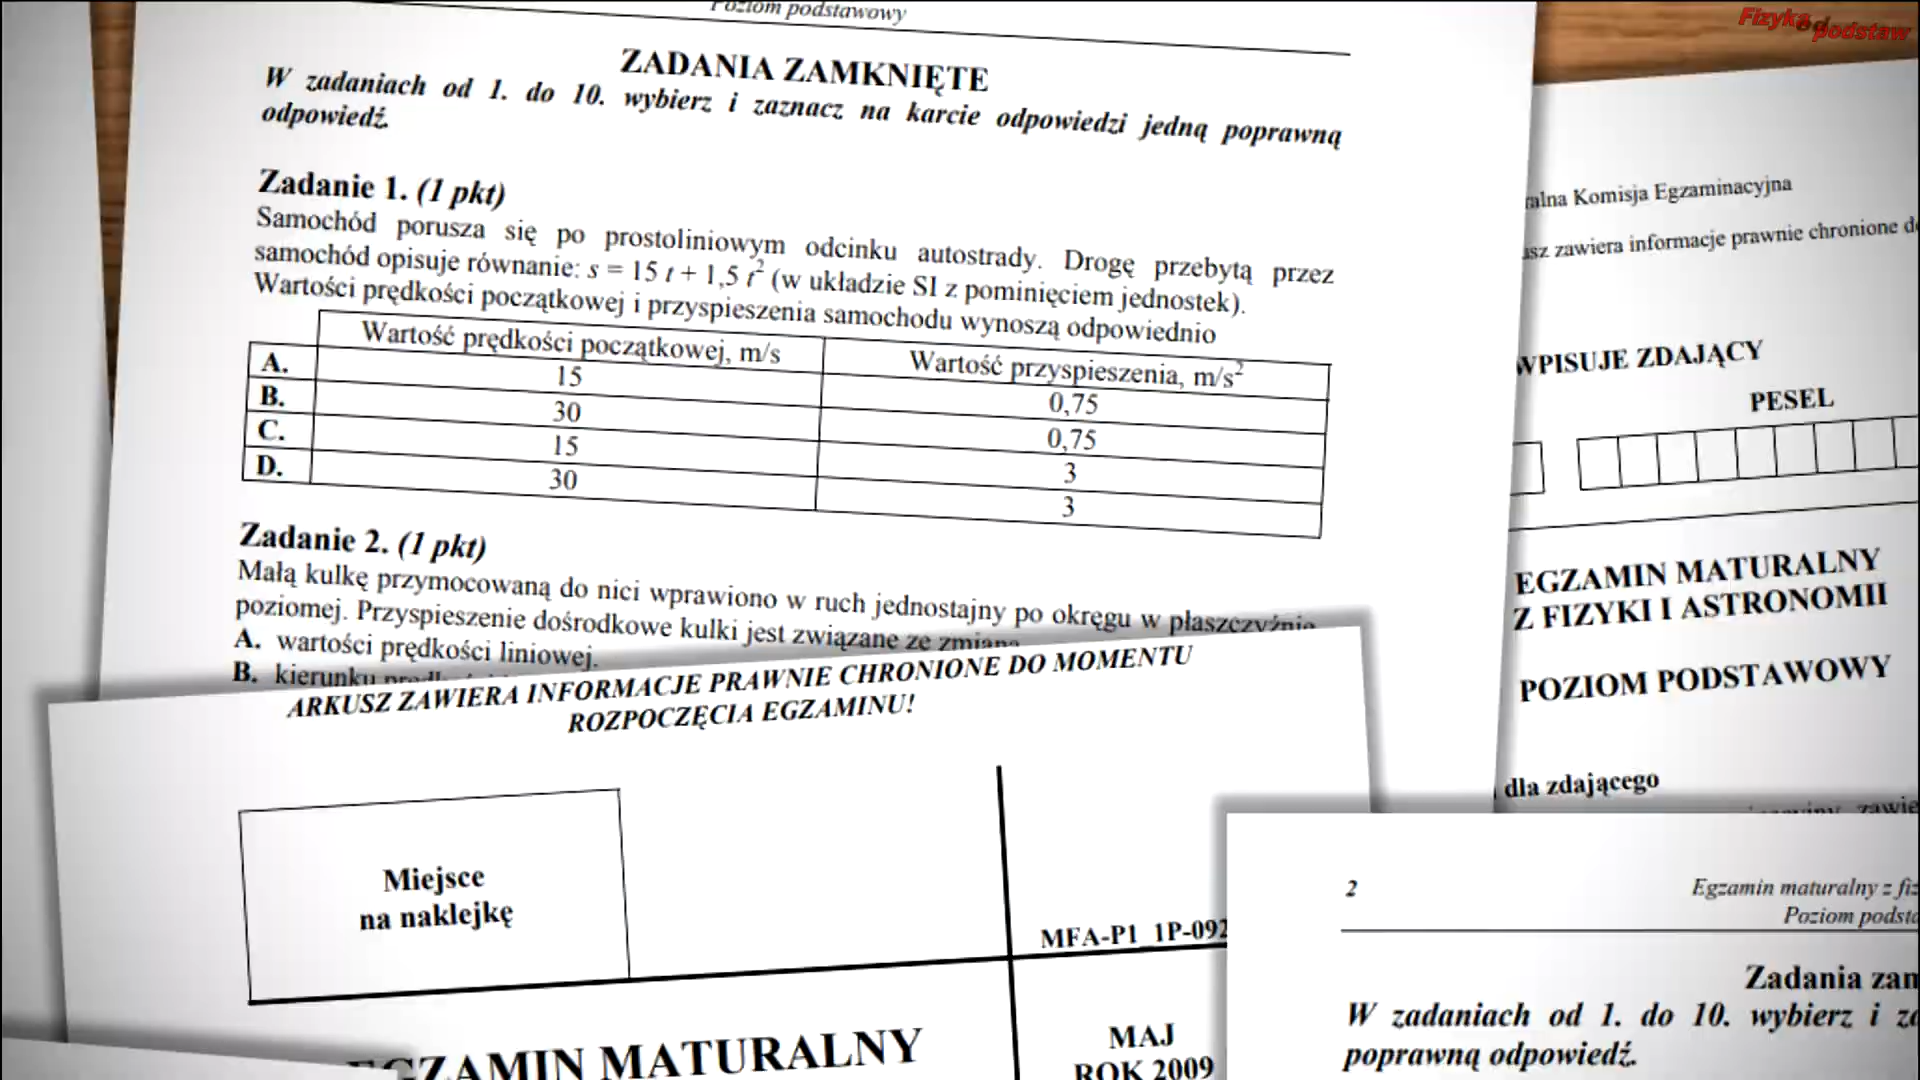 Poziom podstawowy
ZADANIA ZAMKNIĘTE
W zadaniach od 1. do 10. wybierz i zaznacz na karcie odpowiedzi jedną poprawną
odpowiedź.
Zadanie 1. (1 pkt)
Samochód porusza się po prostoliniowym odcinku autostrady. Drogę przebytą przez
samochód opisuje równanie: s = 15 t + 1,5 t² (w układzie SI z pominięciem jednostek).
Wartości prędkości początkowej i przyspieszenia samochodu wynoszą odpowiednio
Wartość prędkości początkowej, m/s Wartość przyspieszenia, m/s²
A. 15 0,75
B. 30 0,75
C. 15 3
D. 30 3
Zadanie 2. (1 pkt)
Małą kulkę przymocowaną do nici wprawiono w ruch jednostajny po okręgu w płaszczyźnie
poziomej. Przyspieszenie dośrodkowe kulki jest związane ze zmianą
A. wartości prędkości liniowej.
B. kierunku
ARKUSZ ZAWIERA INFORMACJE PRAWNIE CHRONIONE DO MOMENTU
ROZPOCZĘCIA EGZAMINU!
Miejsce
na naklejkę
MFA-P1_1P-092
EGZAMIN MATURALNY
MAJ
ROK 2009
Fizyka od podstaw
alna Komisja Egzaminacyjna
usz zawiera informacje prawnie chronione do
WPISUJE ZDAJĄCY
PESEL
EGZAMIN MATURALNY
Z FIZYKI I ASTRONOMII
POZIOM PODSTAWOWY
dla zdającego
zawie
2
Egzamin maturalny z fiz
Poziom podsta
Zadania zam
W zadaniach od 1. do 10. wybierz i za
poprawną odpowiedź.